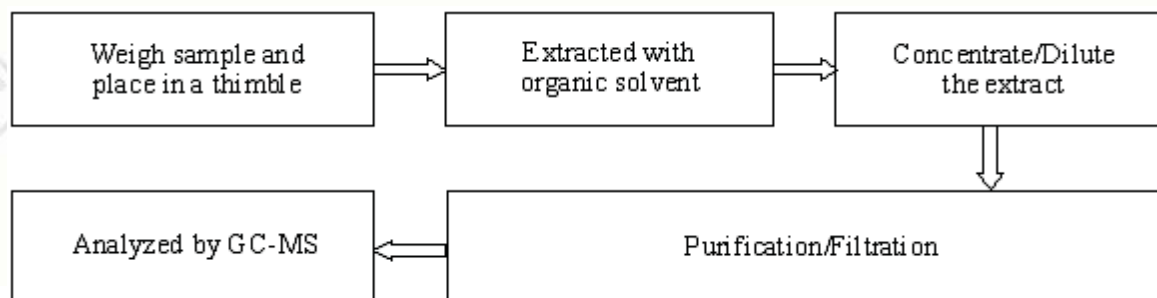 Weigh sample and
place in a thimble
Extracted with
organic solvent
Concentrate/Dilute
the extract
Purification/Filtration
Analyzed by GC-MS